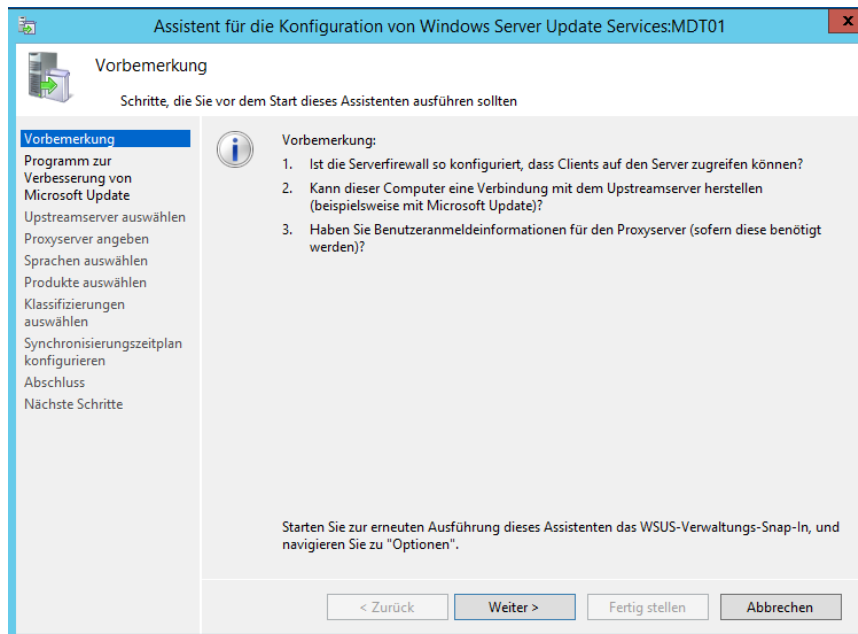 Assistent für die Konfiguration von Windows Server Update Services:MDT01
x
Vorbemerkung
Schritte, die Sie vor dem Start dieses Assistenten ausführen sollten
Vorbemerkung
Programm zur
Verbesserung von
Microsoft Update
Upstreamserver auswählen
Proxyserver angeben
Sprachen auswählen
Produkte auswählen
Klassifizierungen
auswählen
Synchronisierungszeitplan
konfigurieren
Abschluss
Nächste Schritte
Vorbemerkung:
1. Ist die Serverfirewall so konfiguriert, dass Clients auf den Server zugreifen können?
2. Kann dieser Computer eine Verbindung mit dem Upstreamserver herstellen
(beispielsweise mit Microsoft Update)?
3. Haben Sie Benutzeranmeldeinformationen für den Proxyserver (sofern diese benötigt
werden)?
Starten Sie zur erneuten Ausführung dieses Assistenten das WSUS-Verwaltungs-Snap-In, und
navigieren Sie zu "Optionen".
< Zurück
Weiter >
Fertig stellen
Abbrechen